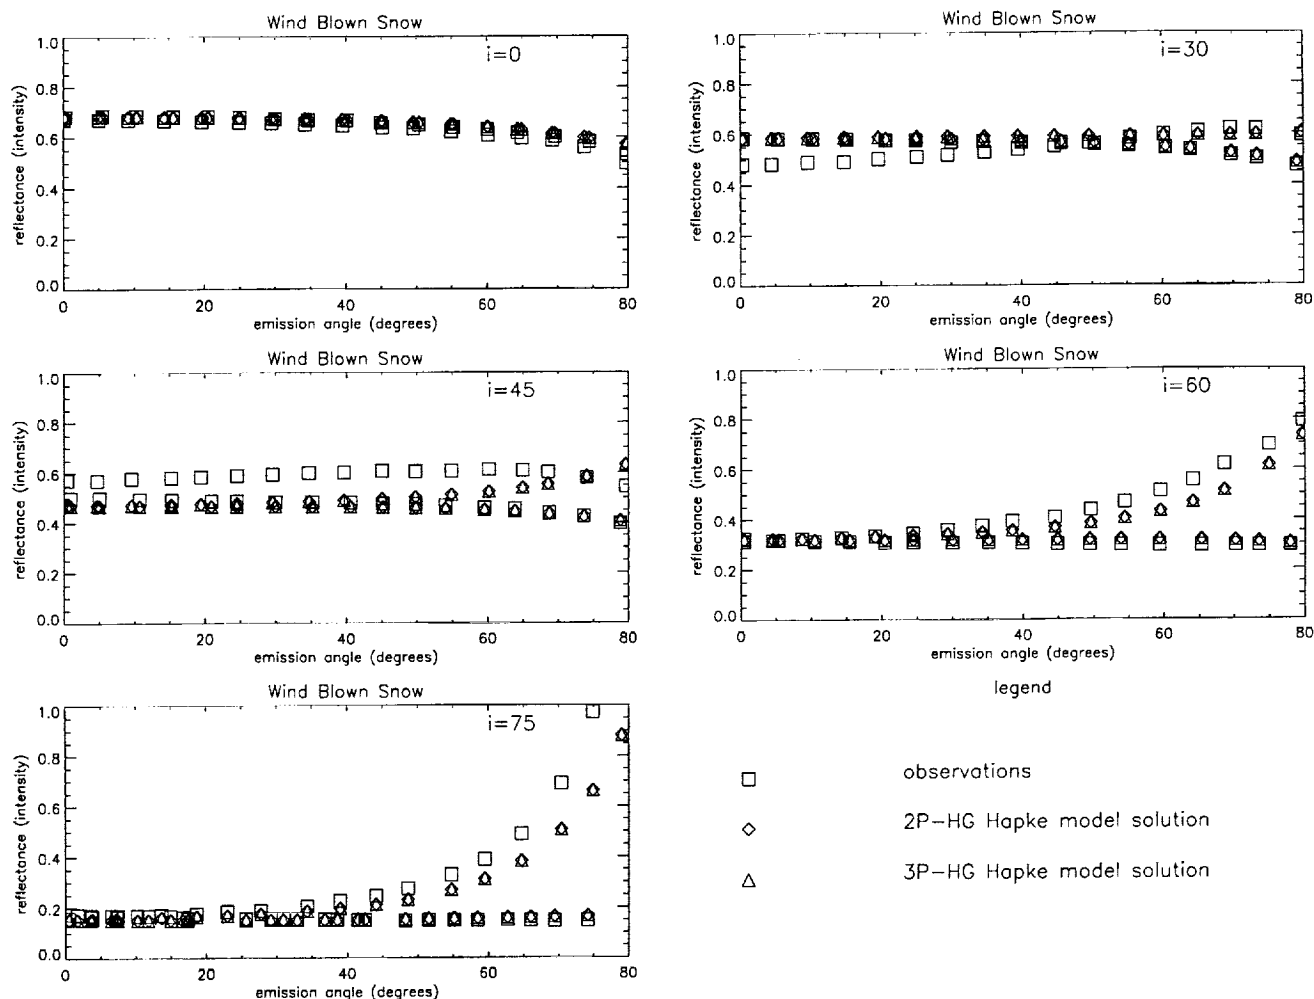 Wind Blown Snow
i=0
1.0
0.8
0.6
0.4
0.2
0.0
reflectance (intensity)
0 20 40 60 80
emission angle (degrees)
Wind Blown Snow
i=30
1.0
0.8
0.6
0.4
0.2
0.0
reflectance (intensity)
0 20 40 60 80
emission angle (degrees)
Wind Blown Snow
i=45
1.0
0.8
0.6
0.4
0.2
0.0
reflectance (intensity)
0 20 40 60 80
emission angle (degrees)
Wind Blown Snow
i=60
1.0
0.8
0.6
0.4
0.2
0.0
reflectance (intensity)
0 20 40 60 80
emission angle (degrees)
Wind Blown Snow
i=75
1.0
0.8
0.6
0.4
0.2
0.0
reflectance (intensity)
0 20 40 60 80
emission angle (degrees)
legend
observations
2P-HG Hapke model solution
3P-HG Hapke model solution